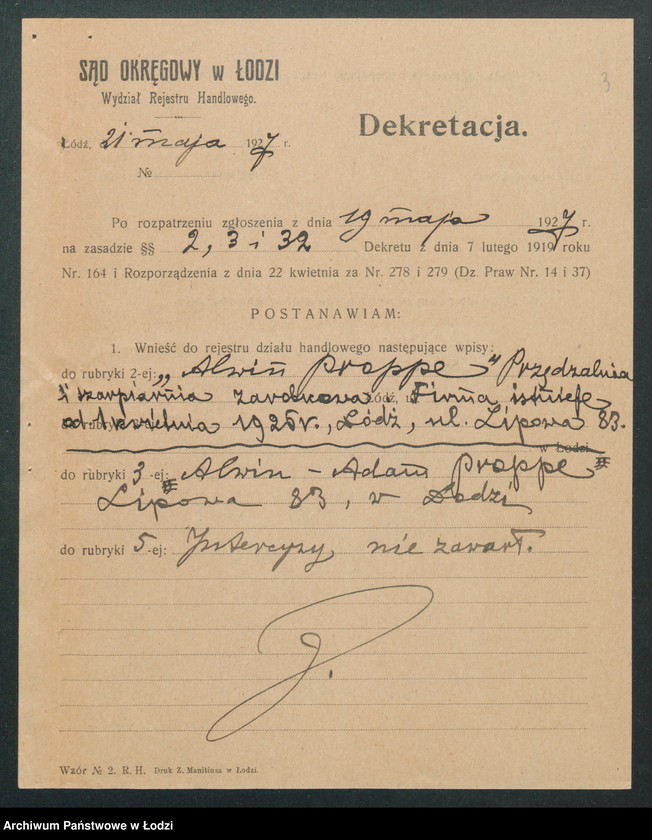 SĄD OKRĘGOWY w ŁODZI
Wydział Rejestru Handlowego.
3
Dekretacja.
Łódź, 21 maja 1927 r.
№
Po rozpatrzeniu zgłoszenia z dnia 19 maja 1927 r.
na zasadzie §§ 2, 3 i 32 Dekretu z dnia 7 lutego 1919 roku
Nr. 164 i Rozporządzenia z dnia 22 kwietnia za Nr. 278 i 279 (Dz. Praw Nr. 14 i 37)
POSTANAWIAM:
1. Wnieść do rejestru działu handlowego następujące wpisy:
do rubryki 2-ej: „Alwin Proppe" Przędzalnia
i szarpiarnia zarobkowa. Firma istnieje
od 1 kwietnia 1926 r., Łódź, ul. Lipowa 83.
w Łodzi
do rubryki 3-ej: Alwin-Adam Proppe
Lipowa 83, w Łodzi
do rubryki 5-ej: Intercyzy nie zawarł.
Wzór № 2. R. H. Druk Z. Manitiusa w Łodzi.
Archiwum Państwowe w Łodzi